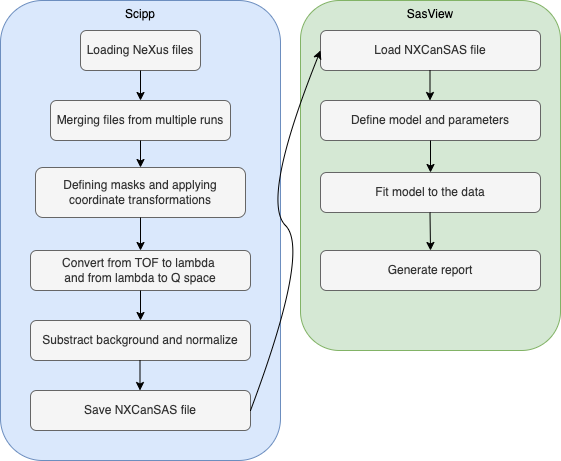 Scipp
Loading NeXus files
Merging files from multiple runs
Defining masks and applying
coordinate transformations
Convert from TOF to lambda
and from lambda to Q space
Substract background and normalize
Save NXCanSAS file
SasView
Load NXCanSAS file
Define model and parameters
Fit model to the data
Generate report